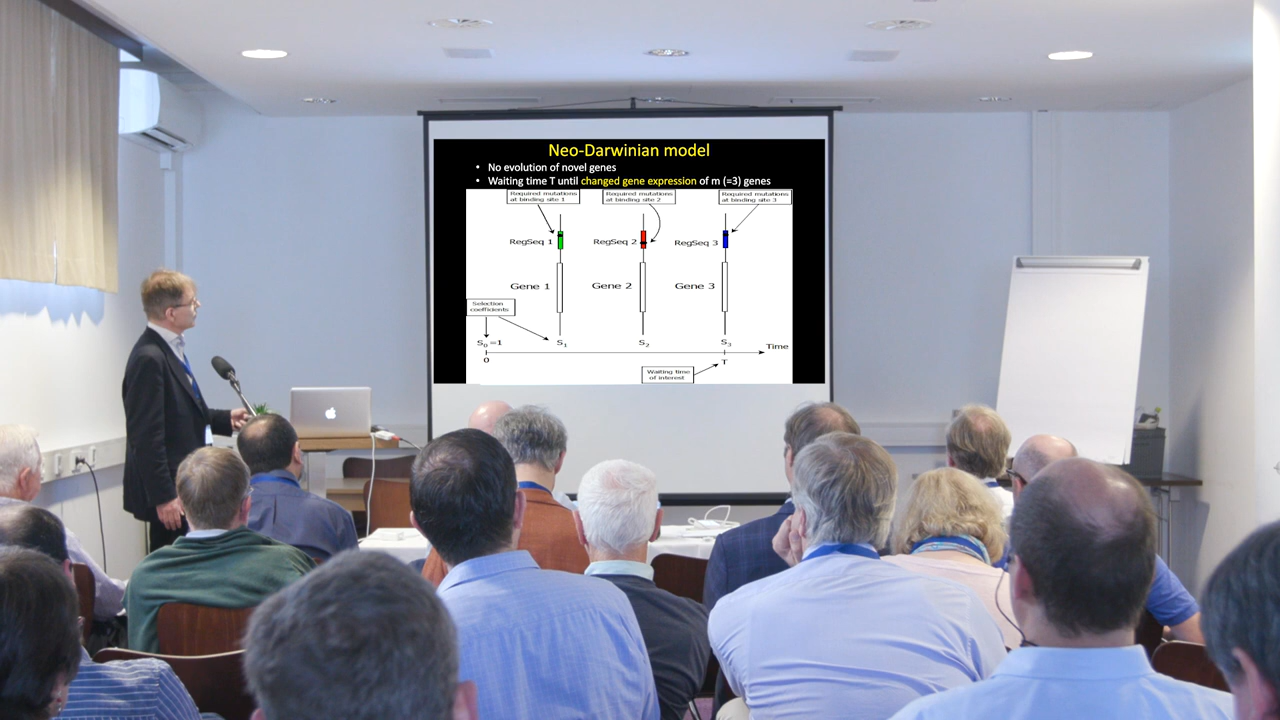 Neo-Darwinian model
• No evolution of novel genes
• Waiting time T until changed gene expression of m (=3) genes
Required mutations
at binding site 1
Required mutations
at binding site 2
Required mutations
at binding site 3
RegSeq 1
RegSeq 2
RegSeq 3
Gene 1
Gene 2
Gene 3
Selection
coefficients
S₀ =1
S₁
S₂
S₃
Time
0
T
Waiting time
of interest